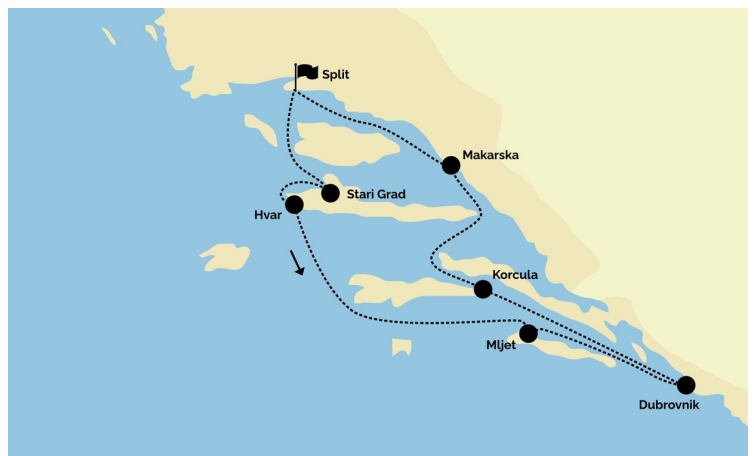 Split
Makarska
Stari Grad
Hvar
Korcula
Mljet
Dubrovnik